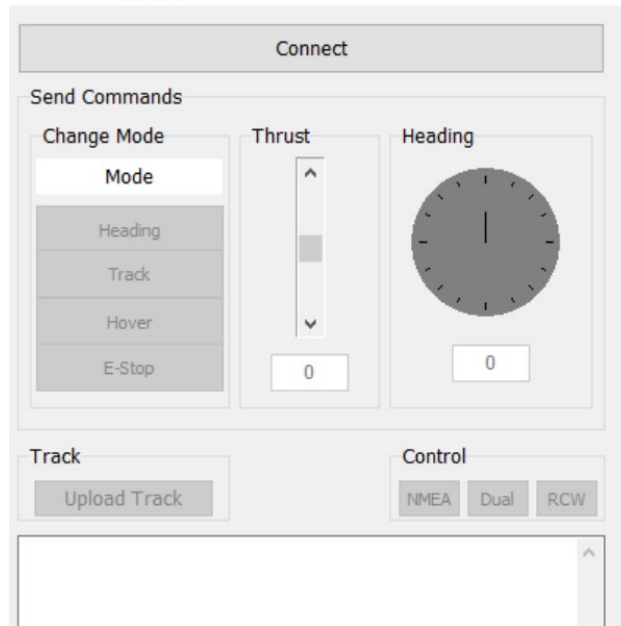 Connect
Send Commands
Change Mode
Mode
Heading
Track
Hover
E-Stop
Thrust
0
Heading
0
Track
Upload Track
Control
NMEA
Dual
RCW